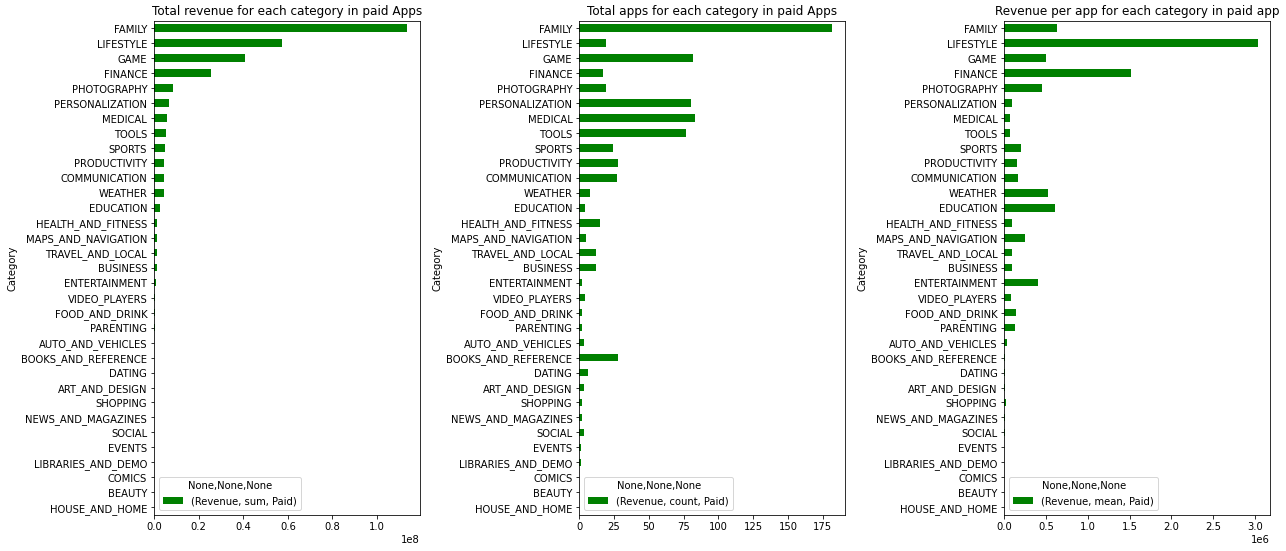 Total revenue for each category in paid Apps
FAMILY
LIFESTYLE
GAME
FINANCE
PHOTOGRAPHY
PERSONALIZATION
MEDICAL
TOOLS
SPORTS
PRODUCTIVITY
COMMUNICATION
WEATHER
EDUCATION
HEALTH_AND_FITNESS
MAPS_AND_NAVIGATION
TRAVEL_AND_LOCAL
BUSINESS
ENTERTAINMENT
VIDEO_PLAYERS
FOOD_AND_DRINK
PARENTING
AUTO_AND_VEHICLES
BOOKS_AND_REFERENCE
DATING
ART_AND_DESIGN
SHOPPING
NEWS_AND_MAGAZINES
SOCIAL
EVENTS
LIBRARIES_AND_DEMO
COMICS
BEAUTY
HOUSE_AND_HOME
Category
None,None,None
(Revenue, sum, Paid)
0.0 0.2 0.4 0.6 0.8 1.0
1e8
Total apps for each category in paid Apps
FAMILY
LIFESTYLE
GAME
FINANCE
PHOTOGRAPHY
PERSONALIZATION
MEDICAL
TOOLS
SPORTS
PRODUCTIVITY
COMMUNICATION
WEATHER
EDUCATION
HEALTH_AND_FITNESS
MAPS_AND_NAVIGATION
TRAVEL_AND_LOCAL
BUSINESS
ENTERTAINMENT
VIDEO_PLAYERS
FOOD_AND_DRINK
PARENTING
AUTO_AND_VEHICLES
BOOKS_AND_REFERENCE
DATING
ART_AND_DESIGN
SHOPPING
NEWS_AND_MAGAZINES
SOCIAL
EVENTS
LIBRARIES_AND_DEMO
COMICS
BEAUTY
HOUSE_AND_HOME
Category
None,None,None
(Revenue, count, Paid)
0 25 50 75 100 125 150 175
Revenue per app for each category in paid app
FAMILY
LIFESTYLE
GAME
FINANCE
PHOTOGRAPHY
PERSONALIZATION
MEDICAL
TOOLS
SPORTS
PRODUCTIVITY
COMMUNICATION
WEATHER
EDUCATION
HEALTH_AND_FITNESS
MAPS_AND_NAVIGATION
TRAVEL_AND_LOCAL
BUSINESS
ENTERTAINMENT
VIDEO_PLAYERS
FOOD_AND_DRINK
PARENTING
AUTO_AND_VEHICLES
BOOKS_AND_REFERENCE
DATING
ART_AND_DESIGN
SHOPPING
NEWS_AND_MAGAZINES
SOCIAL
EVENTS
LIBRARIES_AND_DEMO
COMICS
BEAUTY
HOUSE_AND_HOME
Category
None,None,None
(Revenue, mean, Paid)
0.0 0.5 1.0 1.5 2.0 2.5 3.0
1e6